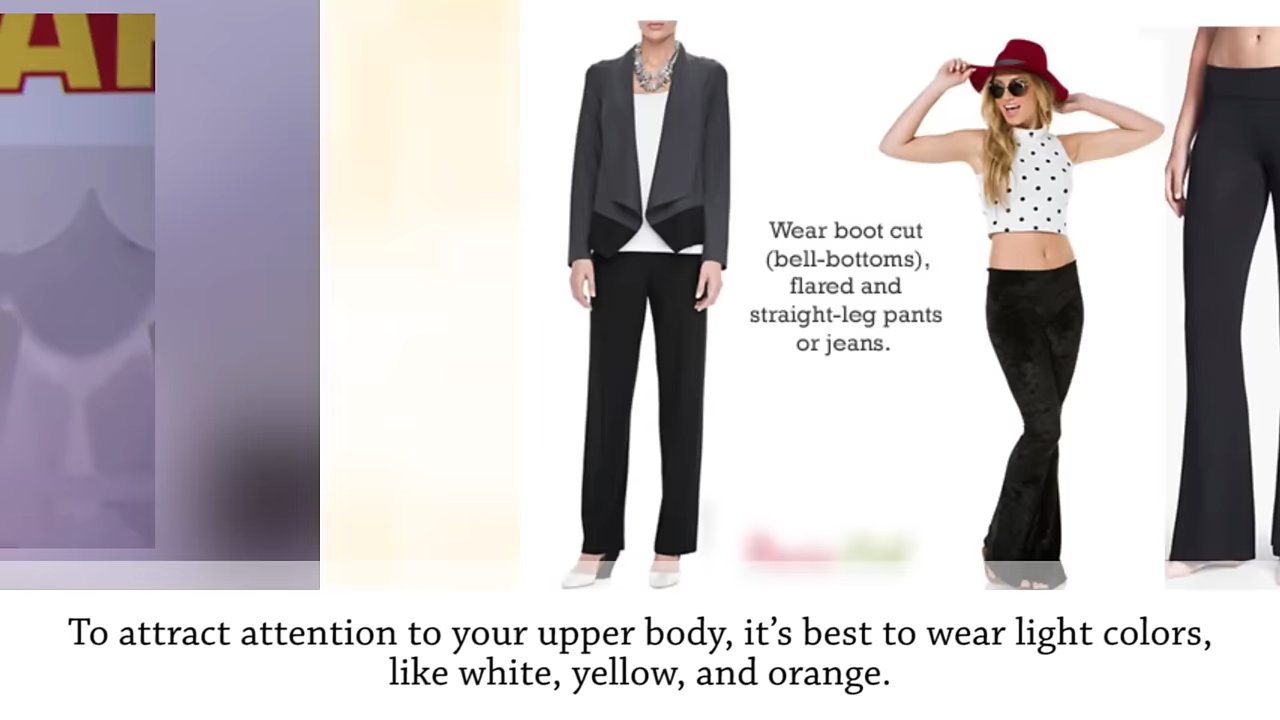 Wear boot cut
(bell-bottoms),
flared and
straight-leg pants
or jeans.
To attract attention to your upper body, it's best to wear light colors,
like white, yellow, and orange.